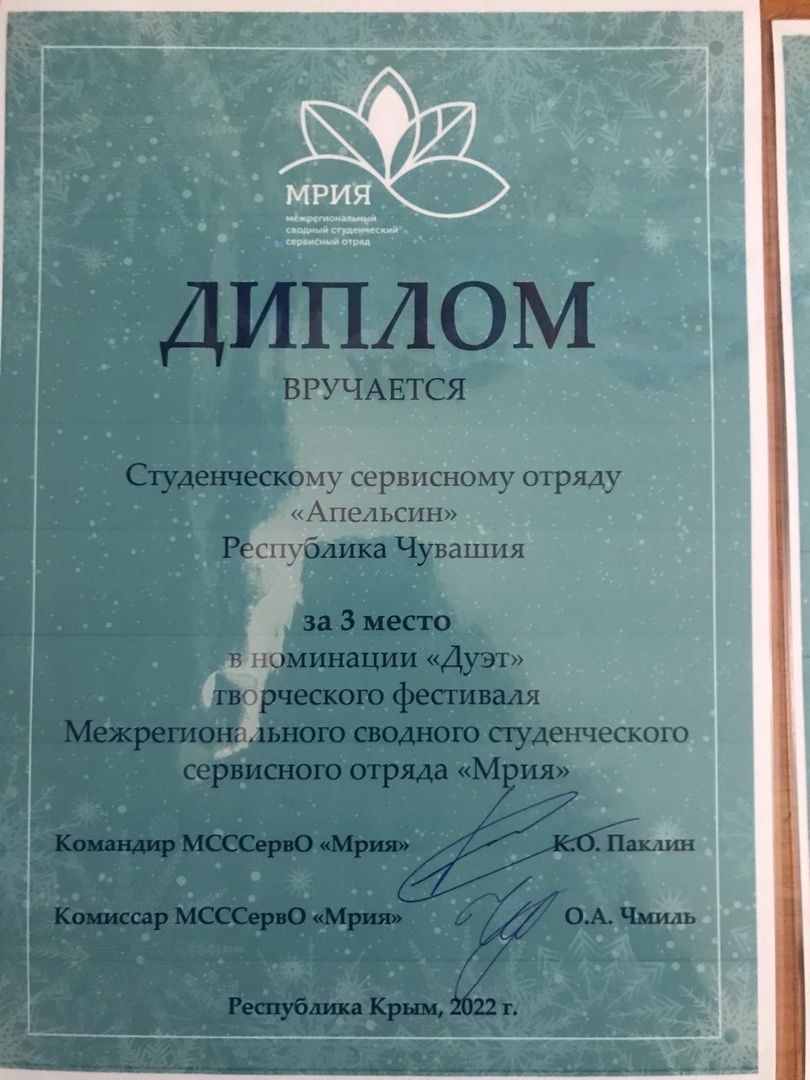 МРИЯ
межрегиональный
сводный студенческий
сервисный отряд
ДИПЛОМ
ВРУЧАЕТСЯ
Студенческому сервисному отряду
«Апельсин»
Республика Чувашия
за 3 место
в номинации «Дуэт»
творческого фестиваля
Межрегионального сводного студенческого
сервисного отряда «Мрия»
Командир МСССервО «Мрия» К.О. Паклин
Комиссар МСССервО «Мрия» О.А. Чмиль
Республика Крым, 2022 г.